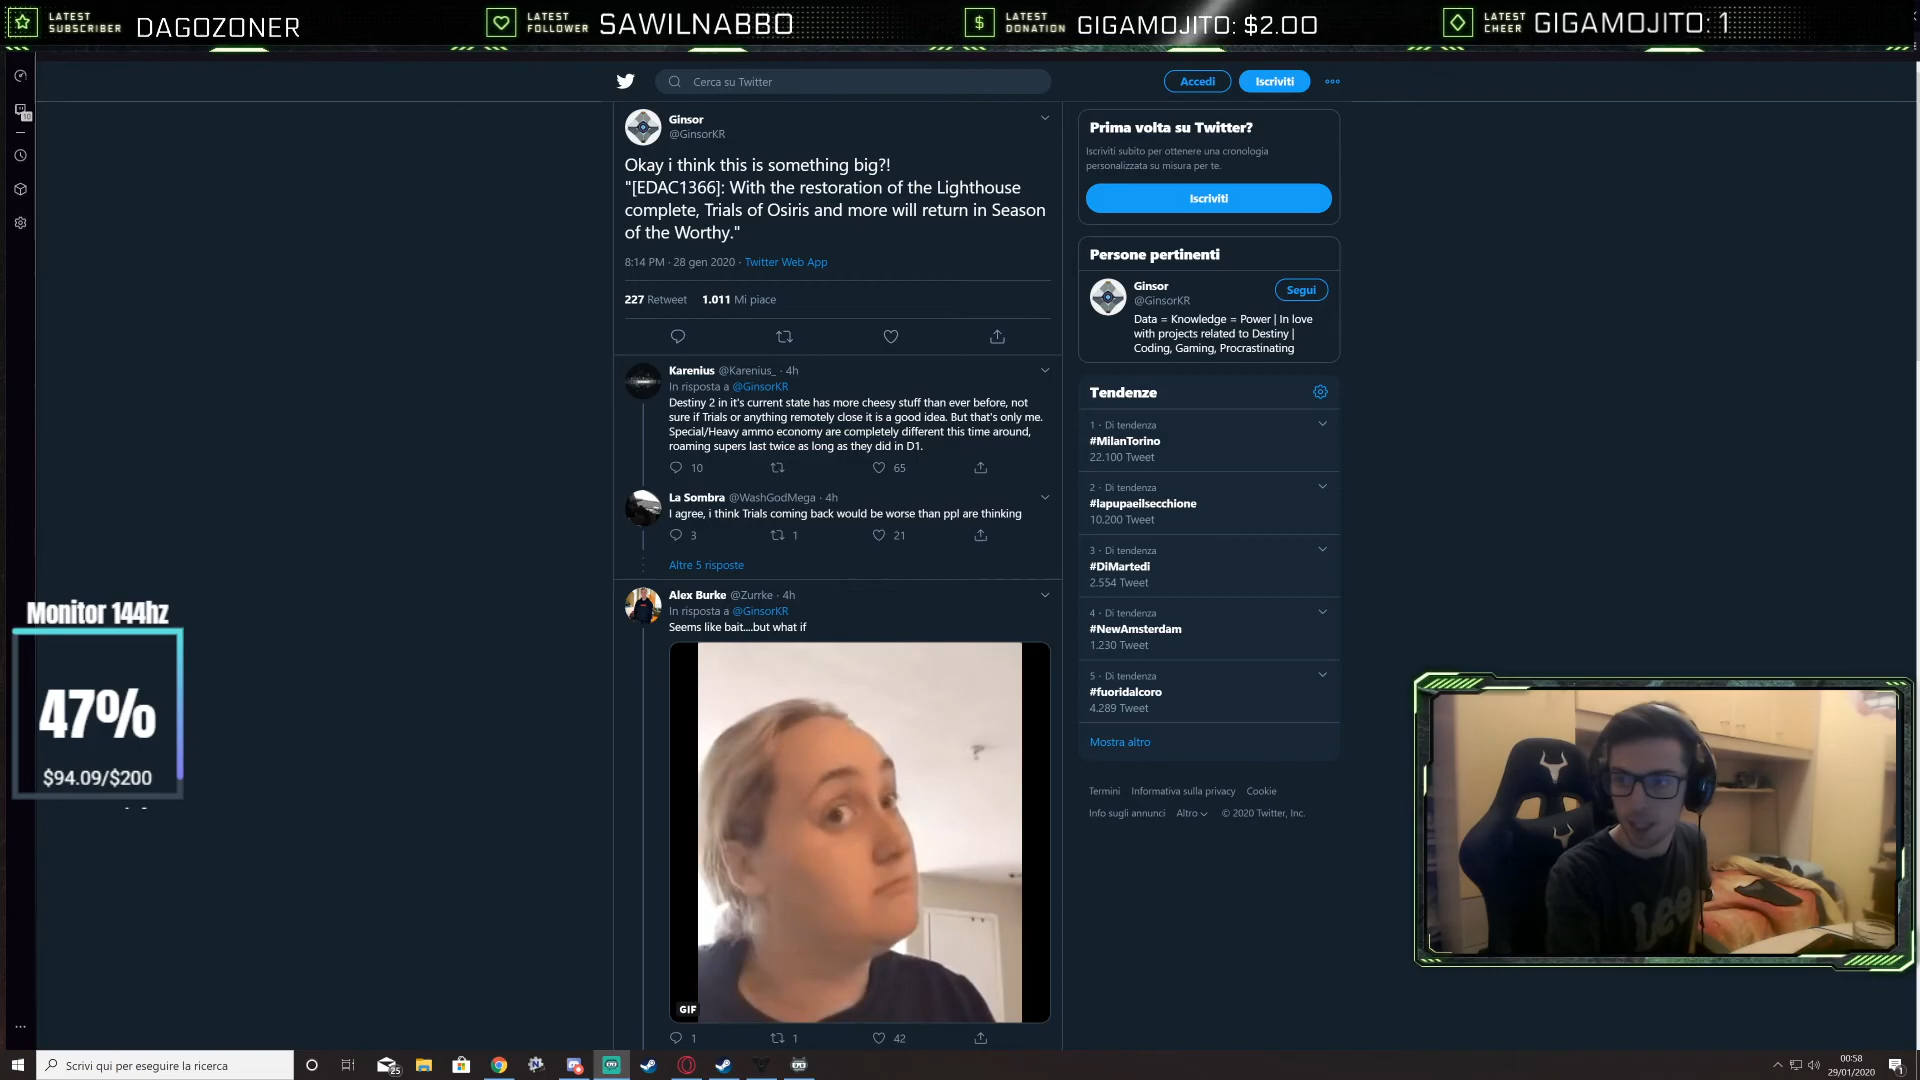 LATEST SUBSCRIBER DAGOZONER
LATEST FOLLOWER SAWILNABBO
LATEST DONATION GIGAMOJITO: $2.00
LATEST CHEER GIGAMOJITO: 1
Cerca su Twitter
Accedi
Iscriviti
Ginsor
@GinsorKR
Okay i think this is something big?!
"[EDAC1366]: With the restoration of the Lighthouse
complete, Trials of Osiris and more will return in Season
of the Worthy."
8:14 PM · 28 gen 2020 · Twitter Web App
227 Retweet 1.011 Mi piace
Karenius @Karenius_ · 4h
In risposta a @GinsorKR
Destiny 2 in it's current state has more cheesy stuff than ever before, not
sure if Trials or anything remotely close it is a good idea. But that's only me.
Special/Heavy ammo economy are completely different this time around,
roaming supers last twice as long as they did in D1.
10 65
La Sombra @WashGodMega · 4h
I agree, i think Trials coming back would be worse than ppl are thinking
3 1 21
Altre 5 risposte
Alex Burke @Zurrke · 4h
In risposta a @GinsorKR
Seems like bait....but what if
GIF
1 1 42
Prima volta su Twitter?
Iscriviti subito per ottenere una cronologia
personalizzata su misura per te.
Iscriviti
Persone pertinenti
Ginsor
@GinsorKR
Segui
Data = Knowledge = Power | In love
with projects related to Destiny |
Coding, Gaming, Procrastinating
Tendenze
1 · Di tendenza
#MilanTorino
22.100 Tweet
2 · Di tendenza
#lapupaeilsecchione
10.200 Tweet
3 · Di tendenza
#DiMartedi
2.554 Tweet
4 · Di tendenza
#NewAmsterdam
1.230 Tweet
5 · Di tendenza
#fuoridalcoro
4.289 Tweet
Mostra altro
Termini Informativa sulla privacy Cookie
Info sugli annunci Altro © 2020 Twitter, Inc.
Monitor 144hz
47%
$94.09/$200
Lee
Scrivi qui per eseguire la ricerca
25
00:58
29/01/2020
1